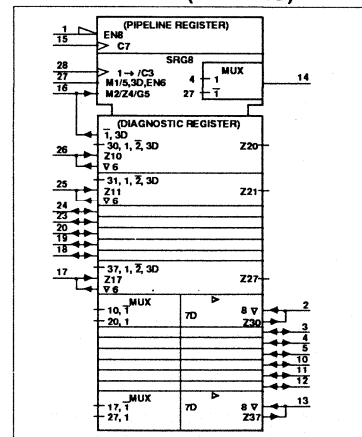 (PIPELINE REGISTER)
1 EN8
15 C7
SRG8
MUX
28 1→/C3
27 M1/5,3D,EN6
16 M2/Z4/G5
4 1
27 1̅
14
(DIAGNOSTIC REGISTER)
1̅, 3D
30, 1, 2̅, 3D Z20
26 Z10
▽ 6
31, 1, 2̅, 3D
25 Z11 Z21
▽ 6
24
23
20
19
18
37, 1, 2̅, 3D
17 Z17 Z27
▽ 6
MUX
10, 1̅ 7D 8 ▽ 2
20, 1 Z30
3
4
5
10
11
12
MUX
17, 1̅ 7D 8 ▽ 13
27, 1 Z37